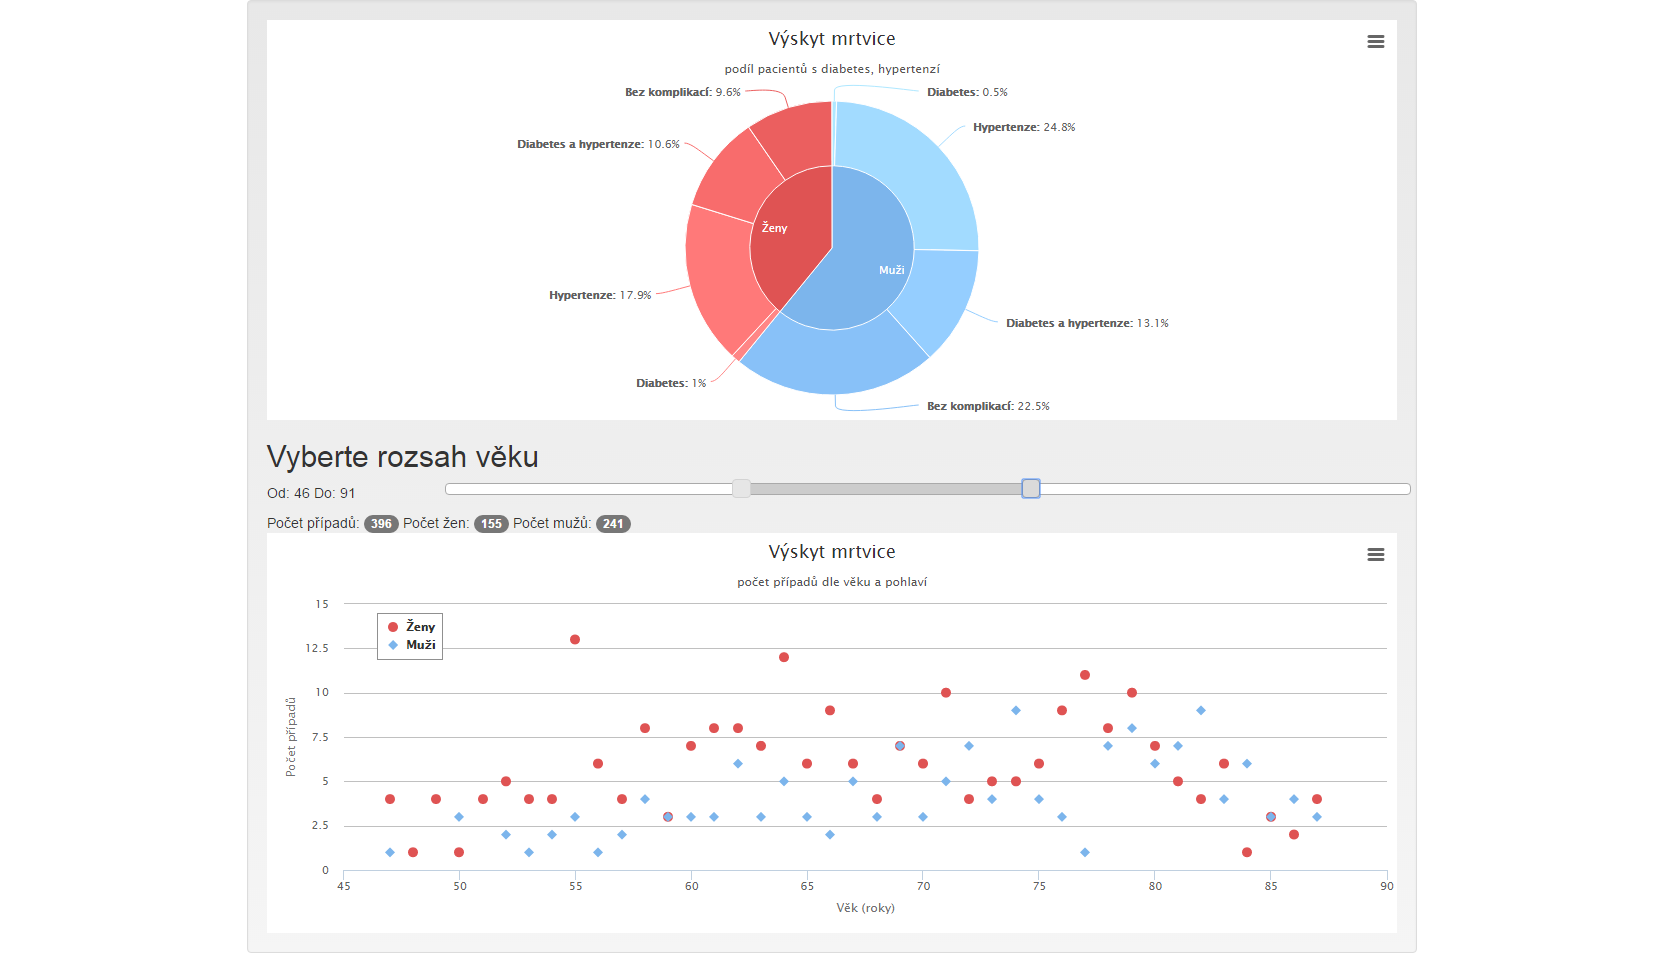 Výskyt mrtvice
podíl pacientů s diabetes, hypertenzí
Bez komplikací: 9.6%
Diabetes: 0.5%
Hypertenze: 24.8%
Diabetes a hypertenze: 10.6%
Ženy
Muži
Hypertenze: 17.9%
Diabetes a hypertenze: 13.1%
Diabetes: 1%
Bez komplikací: 22.5%
Vyberte rozsah věku
Od: 46 Do: 91
Počet případů: 396 Počet žen: 155 Počet mužů: 241
Výskyt mrtvice
počet případů dle věku a pohlaví
Ženy
Muži
Počet případů
15
12.5
10
7.5
5
2.5
0
45 50 55 60 65 70 75 80 85 90
Věk (roky)